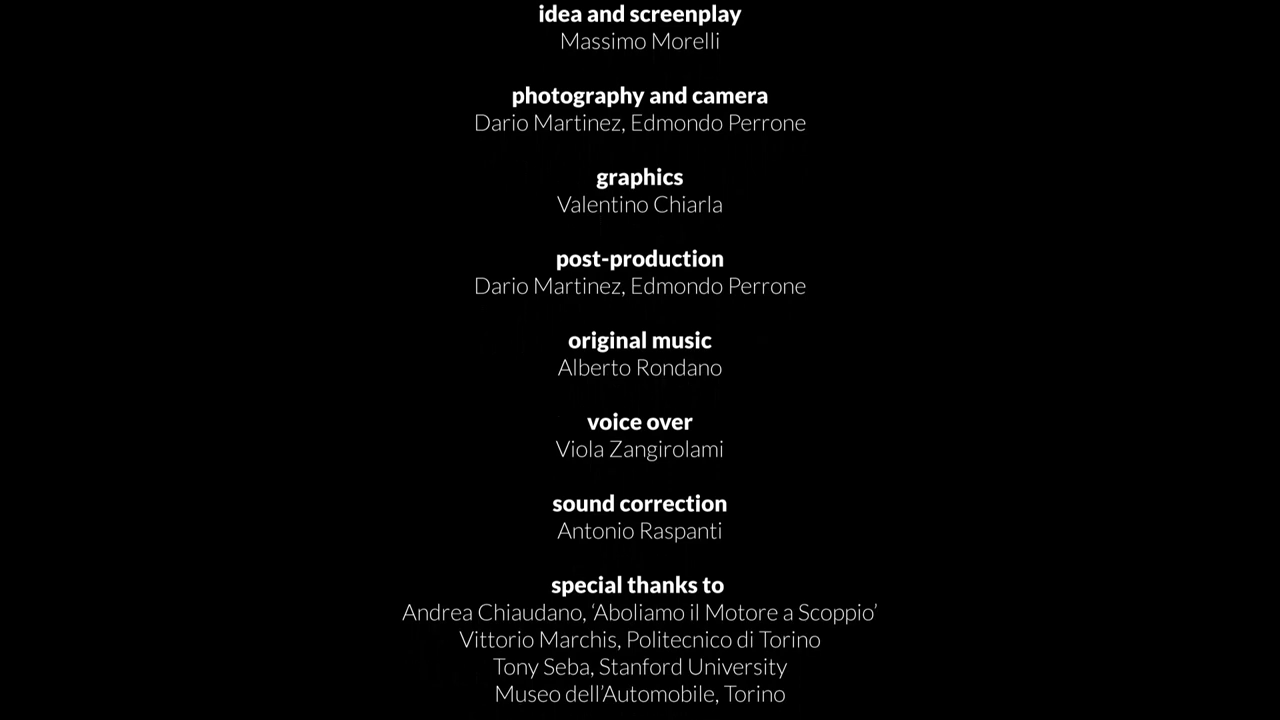 idea and screenplay
Massimo Morelli
photography and camera
Dario Martinez, Edmondo Perrone
graphics
Valentino Chiarla
post-production
Dario Martinez, Edmondo Perrone
original music
Alberto Rondano
voice over
Viola Zangirolami
sound correction
Antonio Raspanti
special thanks to
Andrea Chiaudano, ‘Aboliamo il Motore a Scoppio’
Vittorio Marchis, Politecnico di Torino
Tony Seba, Stanford University
Museo dell’Automobile, Torino